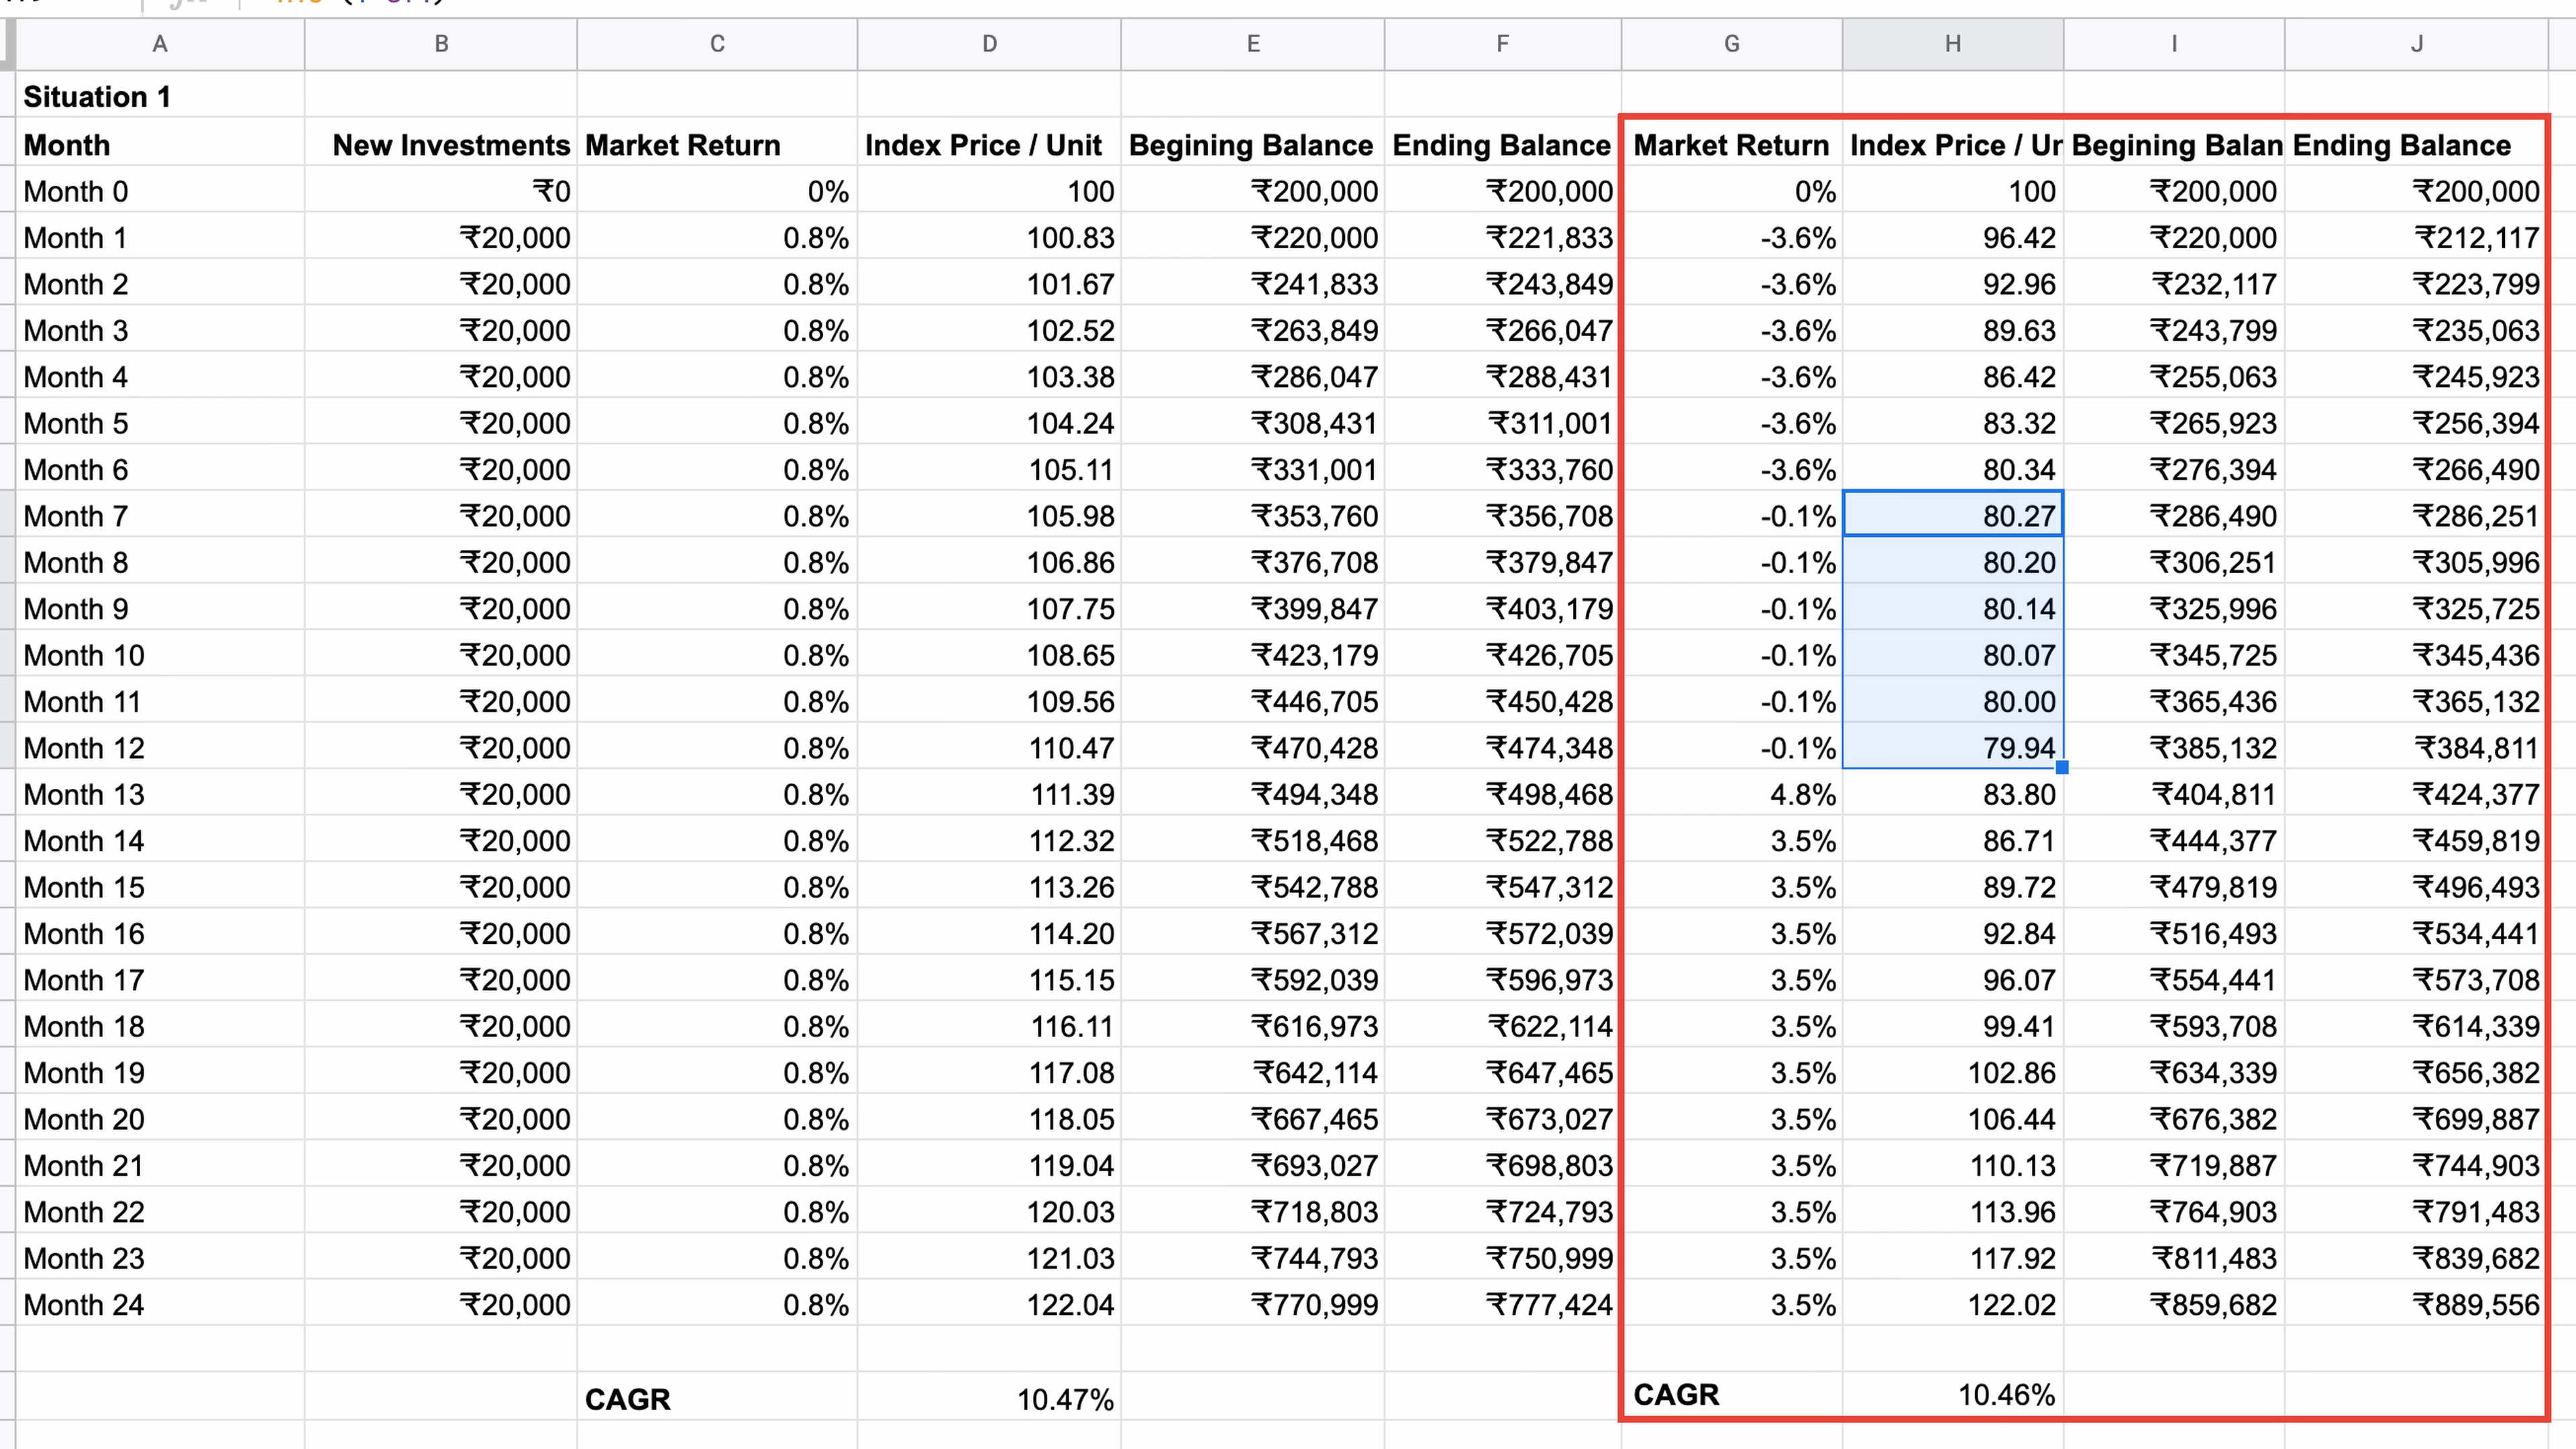 A B C D E F G H I J
Situation 1
Month New Investments Market Return Index Price / Unit Begining Balance Ending Balance Market Return Index Price / Ur Begining Balan Ending Balance
Month 0 ₹0 0% 100 ₹200,000 ₹200,000 0% 100 ₹200,000 ₹200,000
Month 1 ₹20,000 0.8% 100.83 ₹220,000 ₹221,833 -3.6% 96.42 ₹220,000 ₹212,117
Month 2 ₹20,000 0.8% 101.67 ₹241,833 ₹243,849 -3.6% 92.96 ₹232,117 ₹223,799
Month 3 ₹20,000 0.8% 102.52 ₹263,849 ₹266,047 -3.6% 89.63 ₹243,799 ₹235,063
Month 4 ₹20,000 0.8% 103.38 ₹286,047 ₹288,431 -3.6% 86.42 ₹255,063 ₹245,923
Month 5 ₹20,000 0.8% 104.24 ₹308,431 ₹311,001 -3.6% 83.32 ₹265,923 ₹256,394
Month 6 ₹20,000 0.8% 105.11 ₹331,001 ₹333,760 -3.6% 80.34 ₹276,394 ₹266,490
Month 7 ₹20,000 0.8% 105.98 ₹353,760 ₹356,708 -0.1% 80.27 ₹286,490 ₹286,251
Month 8 ₹20,000 0.8% 106.86 ₹376,708 ₹379,847 -0.1% 80.20 ₹306,251 ₹305,996
Month 9 ₹20,000 0.8% 107.75 ₹399,847 ₹403,179 -0.1% 80.14 ₹325,996 ₹325,725
Month 10 ₹20,000 0.8% 108.65 ₹423,179 ₹426,705 -0.1% 80.07 ₹345,725 ₹345,436
Month 11 ₹20,000 0.8% 109.56 ₹446,705 ₹450,428 -0.1% 80.00 ₹365,436 ₹365,132
Month 12 ₹20,000 0.8% 110.47 ₹470,428 ₹474,348 -0.1% 79.94 ₹385,132 ₹384,811
Month 13 ₹20,000 0.8% 111.39 ₹494,348 ₹498,468 4.8% 83.80 ₹404,811 ₹424,377
Month 14 ₹20,000 0.8% 112.32 ₹518,468 ₹522,788 3.5% 86.71 ₹444,377 ₹459,819
Month 15 ₹20,000 0.8% 113.26 ₹542,788 ₹547,312 3.5% 89.72 ₹479,819 ₹496,493
Month 16 ₹20,000 0.8% 114.20 ₹567,312 ₹572,039 3.5% 92.84 ₹516,493 ₹534,441
Month 17 ₹20,000 0.8% 115.15 ₹592,039 ₹596,973 3.5% 96.07 ₹554,441 ₹573,708
Month 18 ₹20,000 0.8% 116.11 ₹616,973 ₹622,114 3.5% 99.41 ₹593,708 ₹614,339
Month 19 ₹20,000 0.8% 117.08 ₹642,114 ₹647,465 3.5% 102.86 ₹634,339 ₹656,382
Month 20 ₹20,000 0.8% 118.05 ₹667,465 ₹673,027 3.5% 106.44 ₹676,382 ₹699,887
Month 21 ₹20,000 0.8% 119.04 ₹693,027 ₹698,803 3.5% 110.13 ₹719,887 ₹744,903
Month 22 ₹20,000 0.8% 120.03 ₹718,803 ₹724,793 3.5% 113.96 ₹764,903 ₹791,483
Month 23 ₹20,000 0.8% 121.03 ₹744,793 ₹750,999 3.5% 117.92 ₹811,483 ₹839,682
Month 24 ₹20,000 0.8% 122.04 ₹770,999 ₹777,424 3.5% 122.02 ₹859,682 ₹889,556
CAGR 10.47% CAGR 10.46%